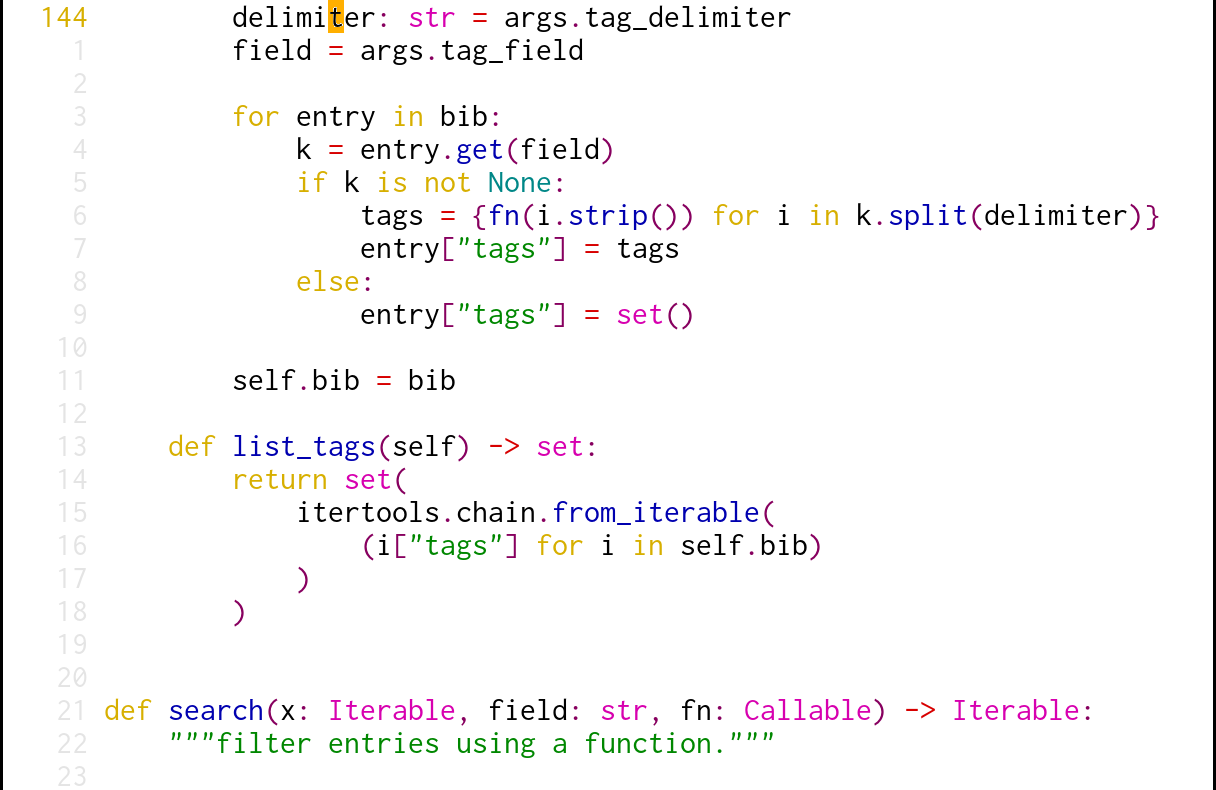 144         delimiter: str = args.tag_delimiter
  1         field = args.tag_field
  2
  3         for entry in bib:
  4             k = entry.get(field)
  5             if k is not None:
  6                 tags = {fn(i.strip()) for i in k.split(delimiter)}
  7                 entry["tags"] = tags
  8             else:
  9                 entry["tags"] = set()
 10
 11         self.bib = bib
 12
 13     def list_tags(self) -> set:
 14         return set(
 15             itertools.chain.from_iterable(
 16                 (i["tags"] for i in self.bib)
 17             )
 18         )
 19
 20
 21 def search(x: Iterable, field: str, fn: Callable) -> Iterable:
 22     """filter entries using a function."""
 23